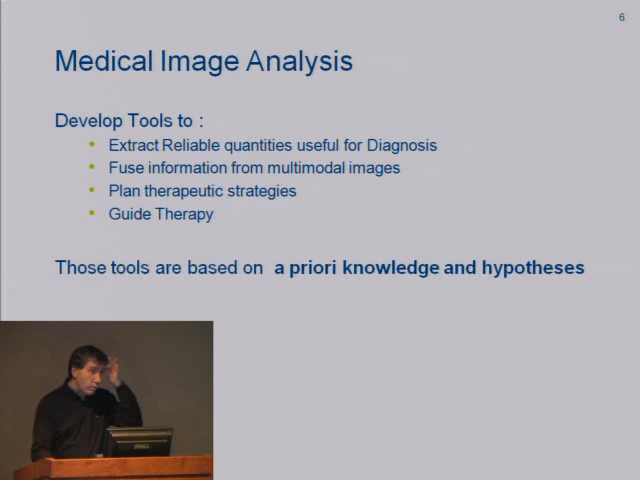 6
Medical Image Analysis
Develop Tools to :
• Extract Reliable quantities useful for Diagnosis
• Fuse information from multimodal images
• Plan therapeutic strategies
• Guide Therapy
Those tools are based on a priori knowledge and hypotheses
DELL